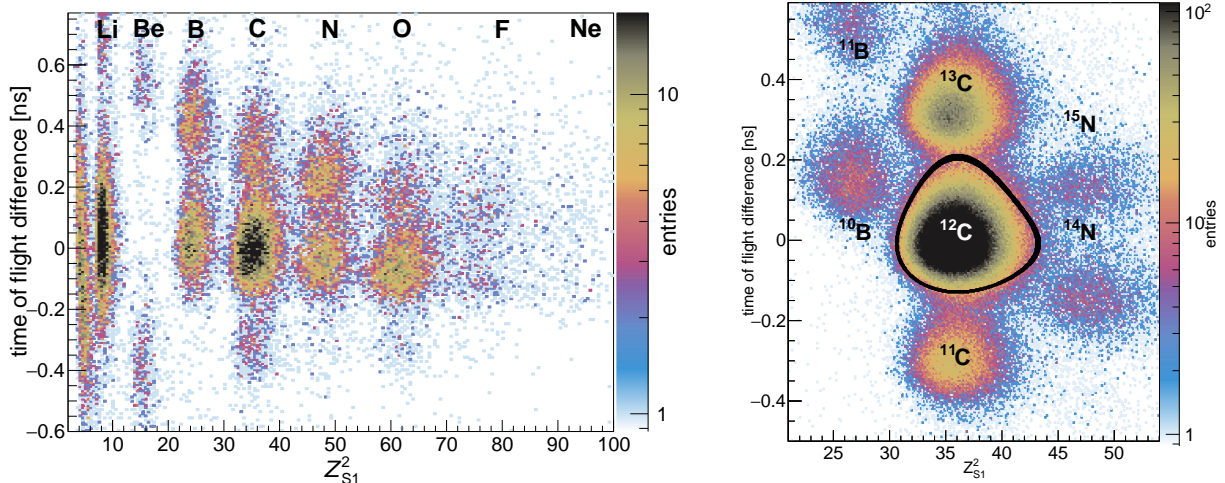 Li Be B C N O F Ne
time of flight difference [ns]
0.6
0.4
0.2
0
−0.2
−0.4
−0.6
10 20 30 40 50 60 70 80 90 100
Z²S1
10
1
entries
time of flight difference [ns]
0.4
0.2
0
−0.2
−0.4
¹¹B
¹³C
¹⁵N
¹⁰B
¹²C
¹⁴N
¹¹C
25 30 35 40 45 50
Z²S1
10²
10
1
entries